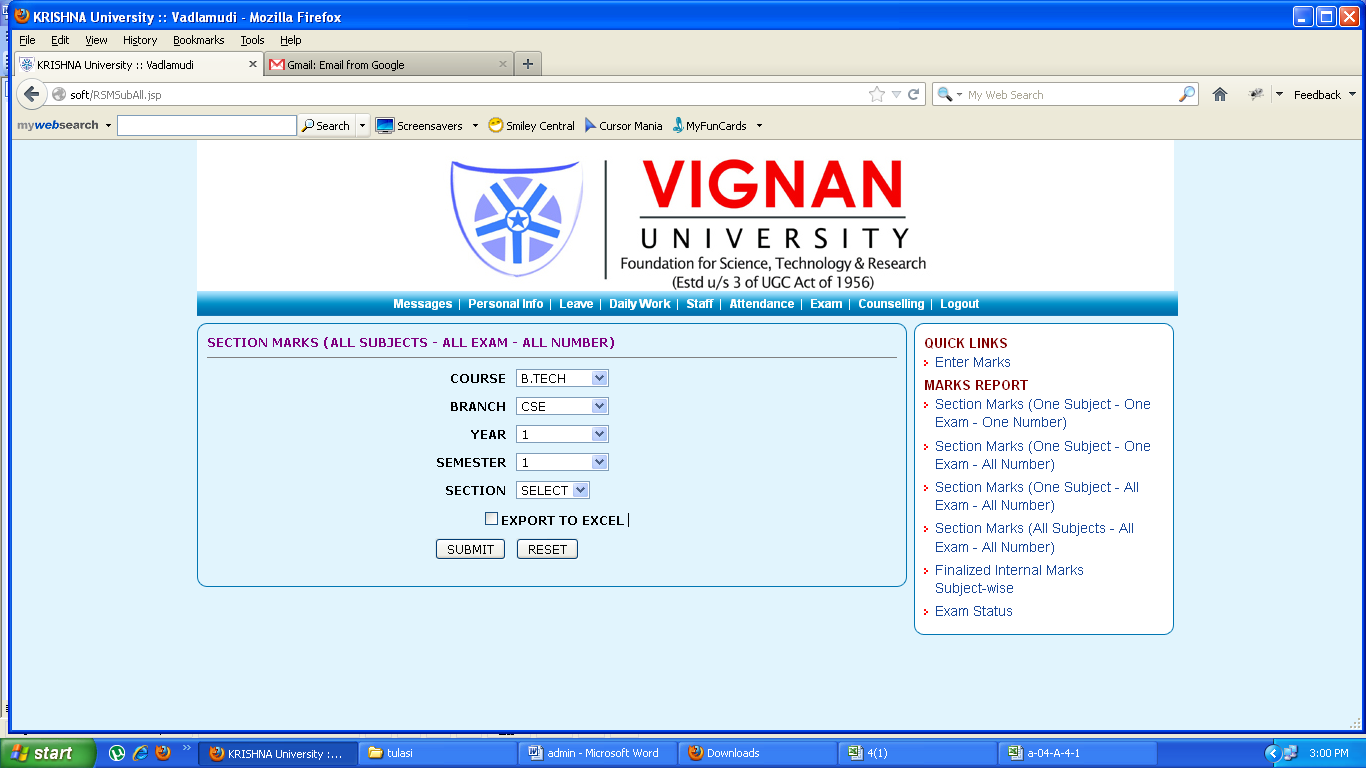 KRISHNA University :: Vadlamudi - Mozilla Firefox
File Edit View History Bookmarks Tools Help
KRISHNA University :: Vadlamudi
Gmail: Email from Google
soft/RSMSubAll.jsp
My Web Search
Feedback
mywebsearch
Search
Screensavers
Smiley Central
Cursor Mania
MyFunCards
VIGNAN
UNIVERSITY
Foundation for Science, Technology & Research
(Estd u/s 3 of UGC Act of 1956)
Messages | Personal Info | Leave | Daily Work | Staff | Attendance | Exam | Counselling | Logout
SECTION MARKS (ALL SUBJECTS - ALL EXAM - ALL NUMBER)
COURSE B.TECH
BRANCH CSE
YEAR 1
SEMESTER 1
SECTION SELECT
EXPORT TO EXCEL
SUBMIT RESET
QUICK LINKS
Enter Marks
MARKS REPORT
Section Marks (One Subject - One
Exam - One Number)
Section Marks (One Subject - One
Exam - All Number)
Section Marks (One Subject - All
Exam - All Number)
Section Marks (All Subjects - All
Exam - All Number)
Finalized Internal Marks
Subject-wise
Exam Status
start
KRISHNA University :...
tulasi
admin - Microsoft Word
Downloads
4(1)
a-04-A-4-1
3:00 PM